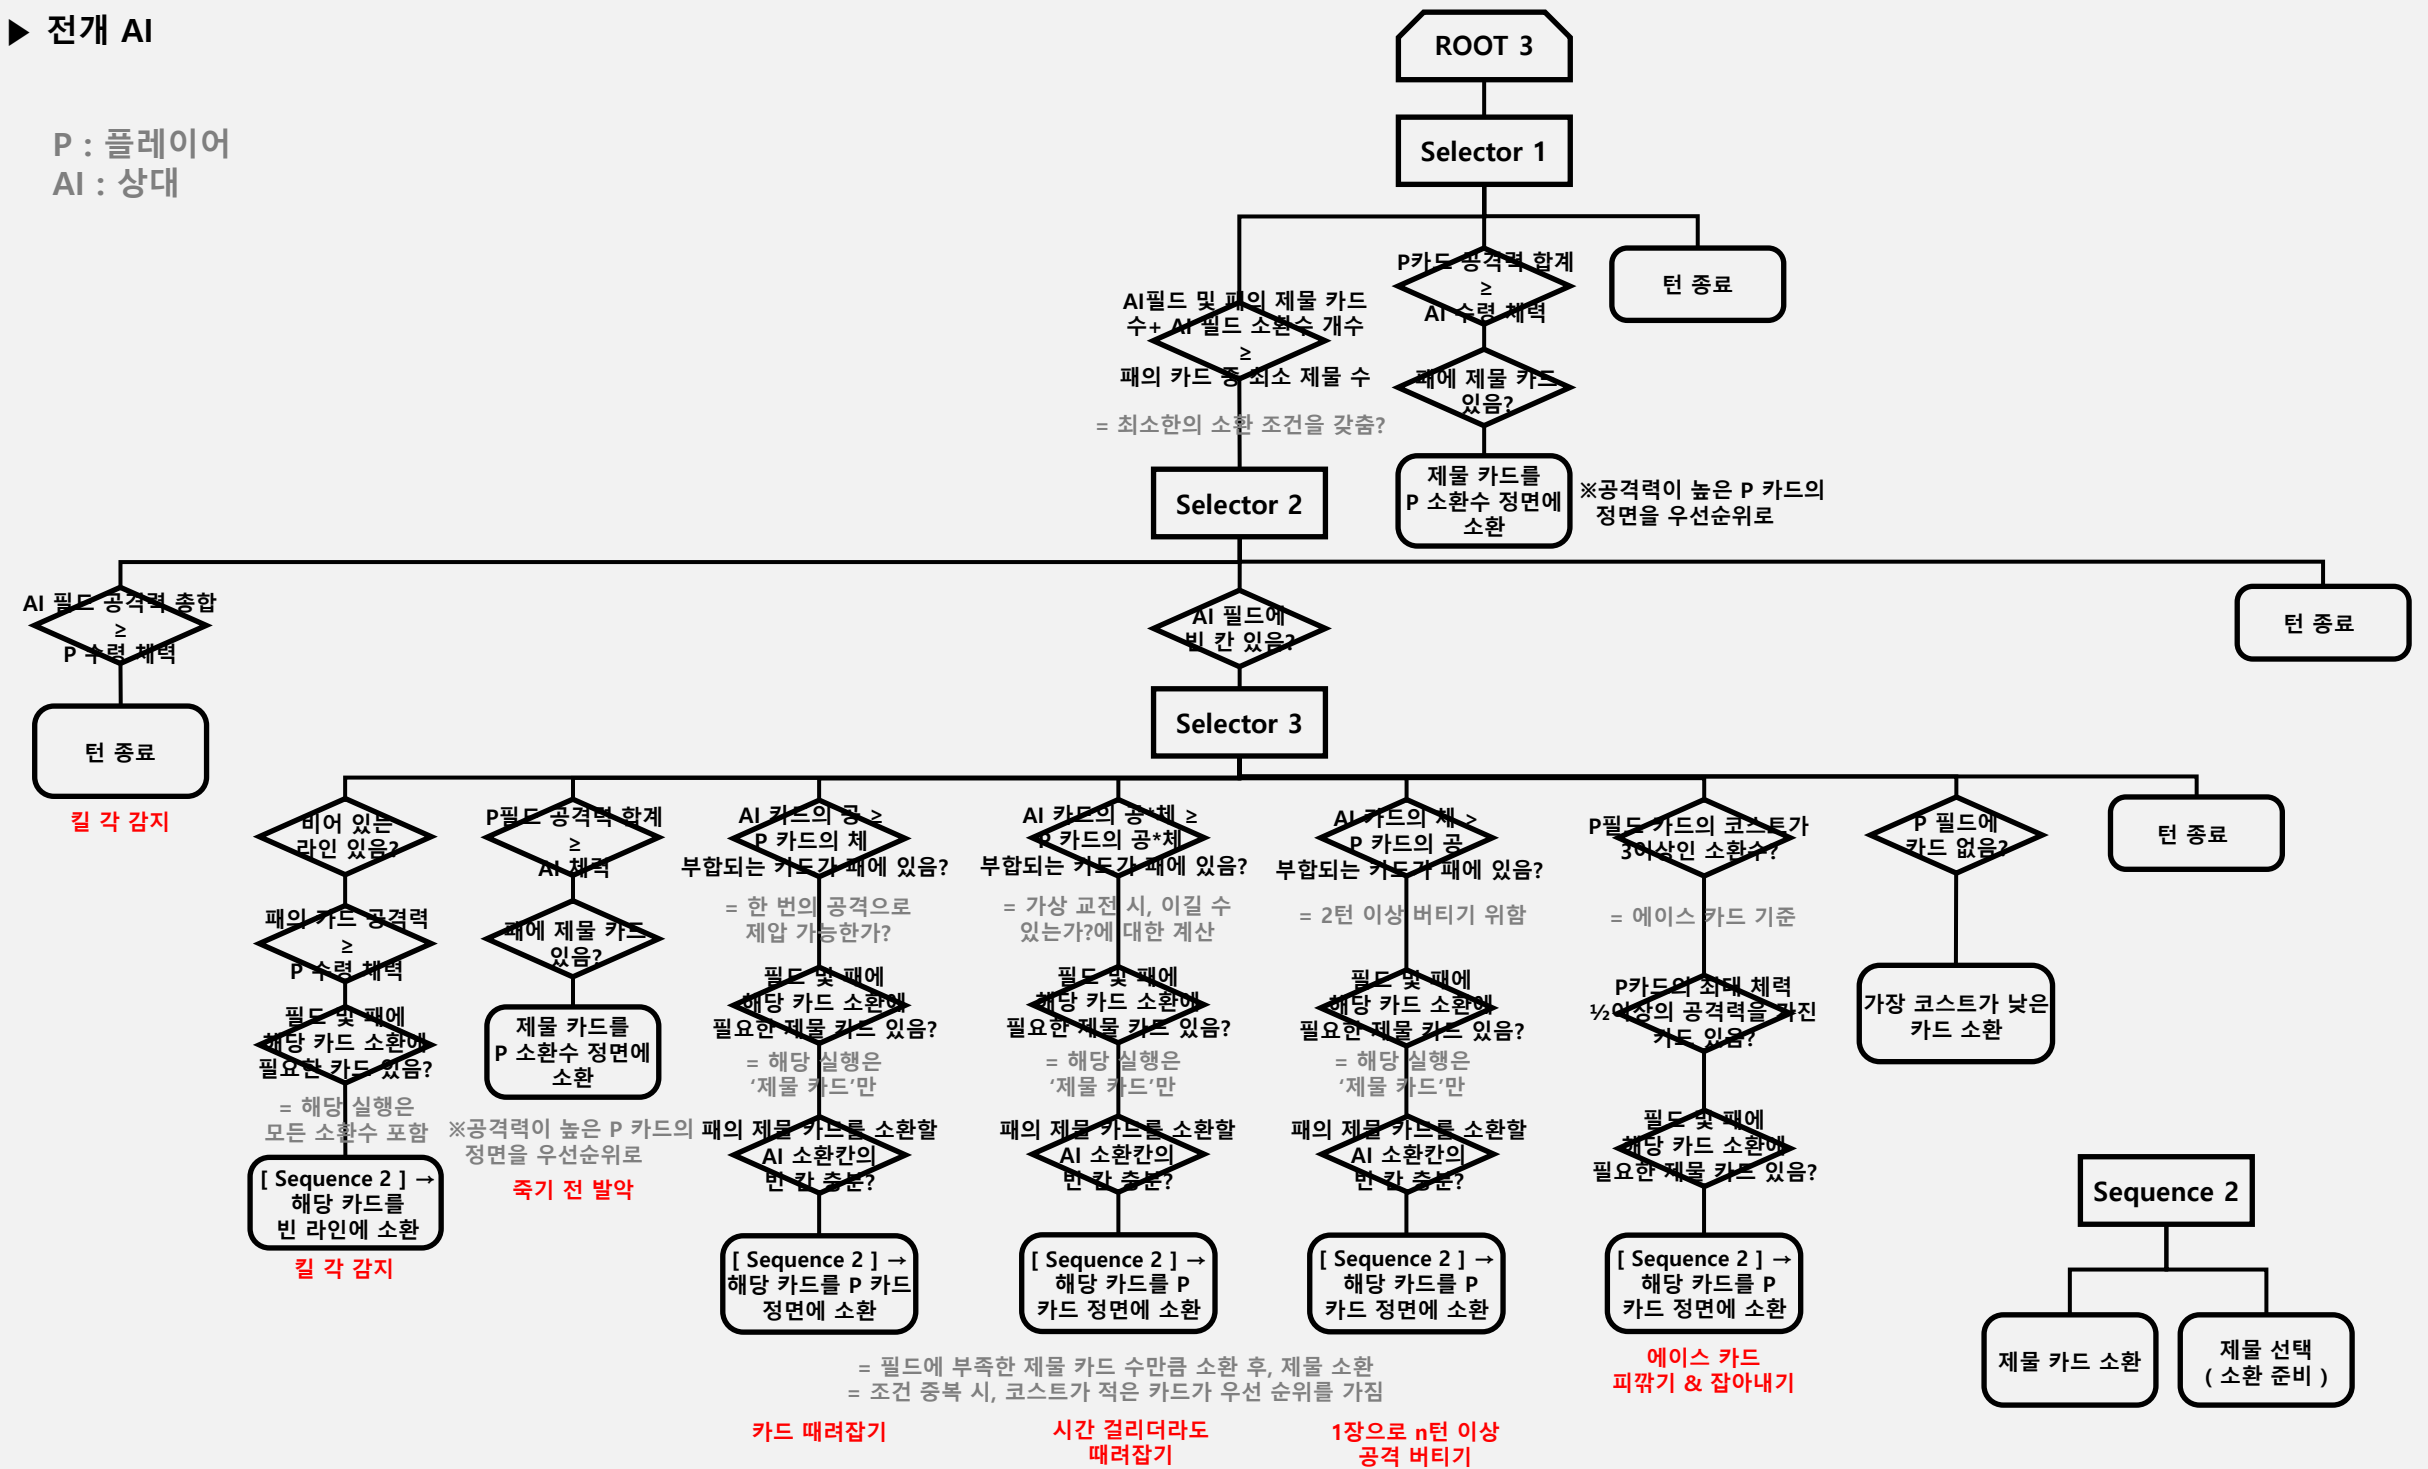 ▶ 전개 AI
P : 플레이어
AI : 상대
ROOT 3
Selector 1
AI필드 및 패의 제물 카드
수+ AI 필드 소환수 개수
≥
패의 카드 중 최소 제물 수
= 최소한의 소환 조건을 갖춤?
P카드 공격력 합계
≥
AI 수령 체력
패에 제물 카드
있음?
제물 카드를
P 소환수 정면에
소환
※공격력이 높은 P 카드의
정면을 우선순위로
턴 종료
Selector 2
AI 필드 공격력 총합
≥
P 수령 체력
턴 종료
킬 각 감지
AI 필드에
빈 칸 있음?
턴 종료
Selector 3
비어 있는
라인 있음?
패의 카드 공격력
≥
P 수령 체력
필드 및 패에
해당 카드 소환에
필요한 카드 있음?
= 해당 실행은
모든 소환수 포함
[ Sequence 2 ] →
해당 카드를
빈 라인에 소환
킬 각 감지
P필드 공격력 합계
≥
AI 체력
패에 제물 카드
있음?
제물 카드를
P 소환수 정면에
소환
※공격력이 높은 P 카드의
정면을 우선순위로
죽기 전 발악
AI 카드의 공 ≥
P 카드의 체
부합되는 카드가 패에 있음?
= 한 번의 공격으로
제압 가능한가?
필드 및 패에
해당 카드 소환에
필요한 제물 카드 있음?
= 해당 실행은
‘제물 카드’만
패의 제물 카드를 소환할
AI 소환칸의
빈 칸 충분?
[ Sequence 2 ] →
해당 카드를 P 카드
정면에 소환
AI 카드의 공*체 ≥
P 카드의 공*체
부합되는 카드가 패에 있음?
= 가상 교전 시, 이길 수
있는가?에 대한 계산
필드 및 패에
해당 카드 소환에
필요한 제물 카드 있음?
= 해당 실행은
‘제물 카드’만
패의 제물 카드를 소환할
AI 소환칸의
빈 칸 충분?
[ Sequence 2 ] →
해당 카드를 P
카드 정면에 소환
AI 카드의 체 >
P 카드의 공
부합되는 카드가 패에 있음?
= 2턴 이상 버티기 위함
필드 및 패에
해당 카드 소환에
필요한 제물 카드 있음?
= 해당 실행은
‘제물 카드’만
패의 제물 카드를 소환할
AI 소환칸의
빈 칸 충분?
[ Sequence 2 ] →
해당 카드를 P
카드 정면에 소환
P필드 카드의 코스트가
3이상인 소환수?
= 에이스 카드 기준
P카드의 최대 체력
½이상의 공격력을 가진
카드 있음?
필드 및 패에
해당 카드 소환에
필요한 제물 카드 있음?
[ Sequence 2 ] →
해당 카드를 P
카드 정면에 소환
에이스 카드
피깎기 & 잡아내기
P 필드에
카드 없음?
가장 코스트가 낮은
카드 소환
턴 종료
= 필드에 부족한 제물 카드 수만큼 소환 후, 제물 소환
= 조건 중복 시, 코스트가 적은 카드가 우선 순위를 가짐
카드 때려잡기
시간 걸리더라도
때려잡기
1장으로 n턴 이상
공격 버티기
Sequence 2
제물 카드 소환
제물 선택
( 소환 준비 )